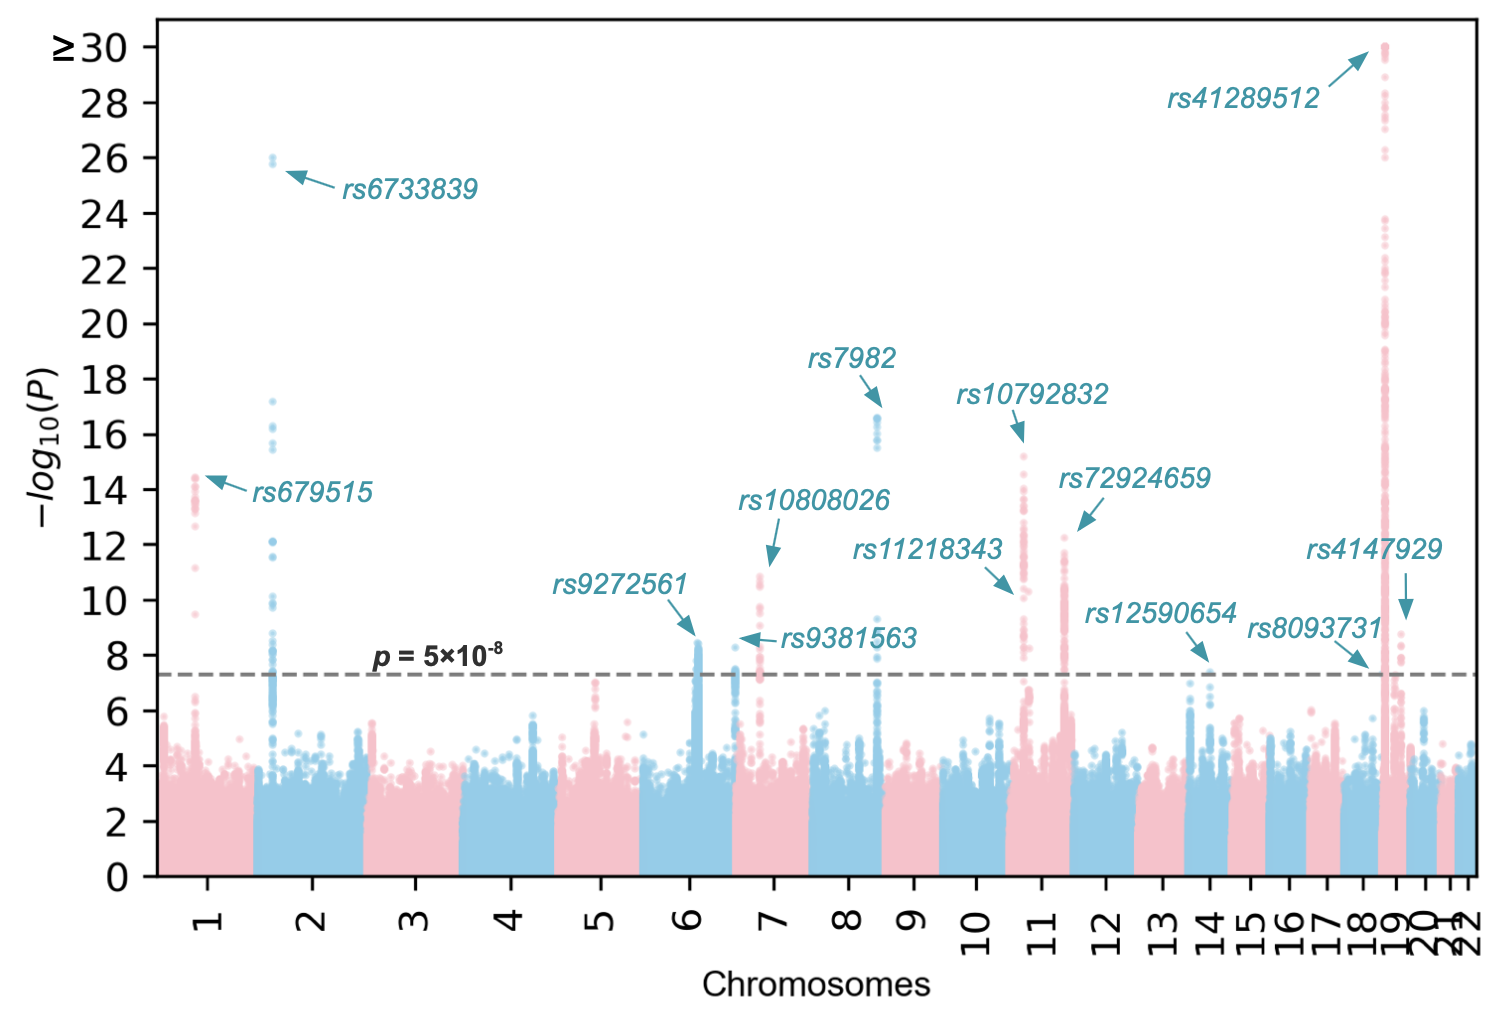 ≥ 30
28
26
24
22
20
18
16
14
12
10
8
6
4
2
0
−log10(P)
rs41289512
rs6733839
rs7982
rs10792832
rs679515
rs72924659
rs10808026
rs11218343
rs4147929
rs9272561
rs12590654
rs8093731
rs9381563
p = 5×10-8
1 2 3 4 5 6 7 8 9 10 11 12 13 14 15 16 17 18 19 20 21 22
Chromosomes